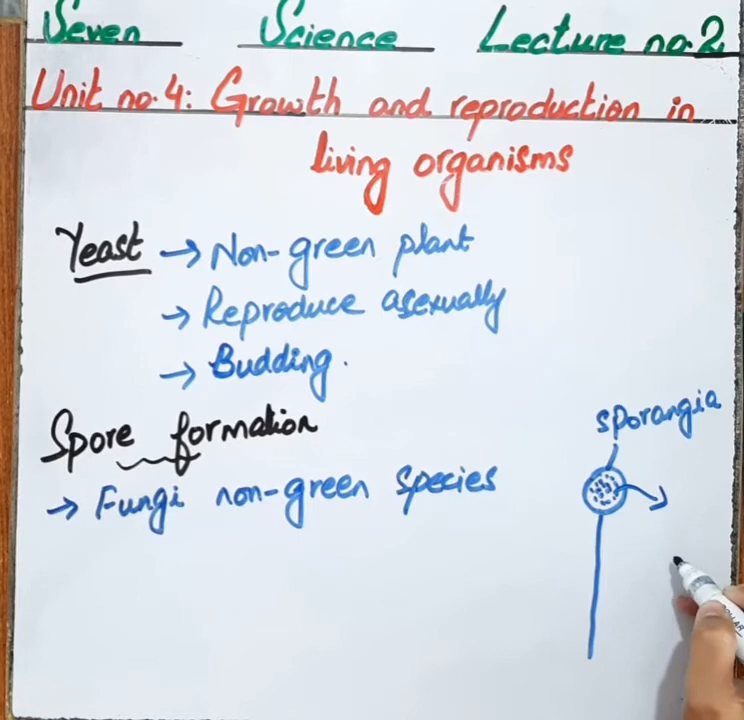 Seven Science Lecture no.2
Unit no.4: Growth and reproduction in
living organisms
Yeast → Non-green plant
→ Reproduce asexually
→ Budding.
Spore formation
sporangia
→ Fungi non-green species